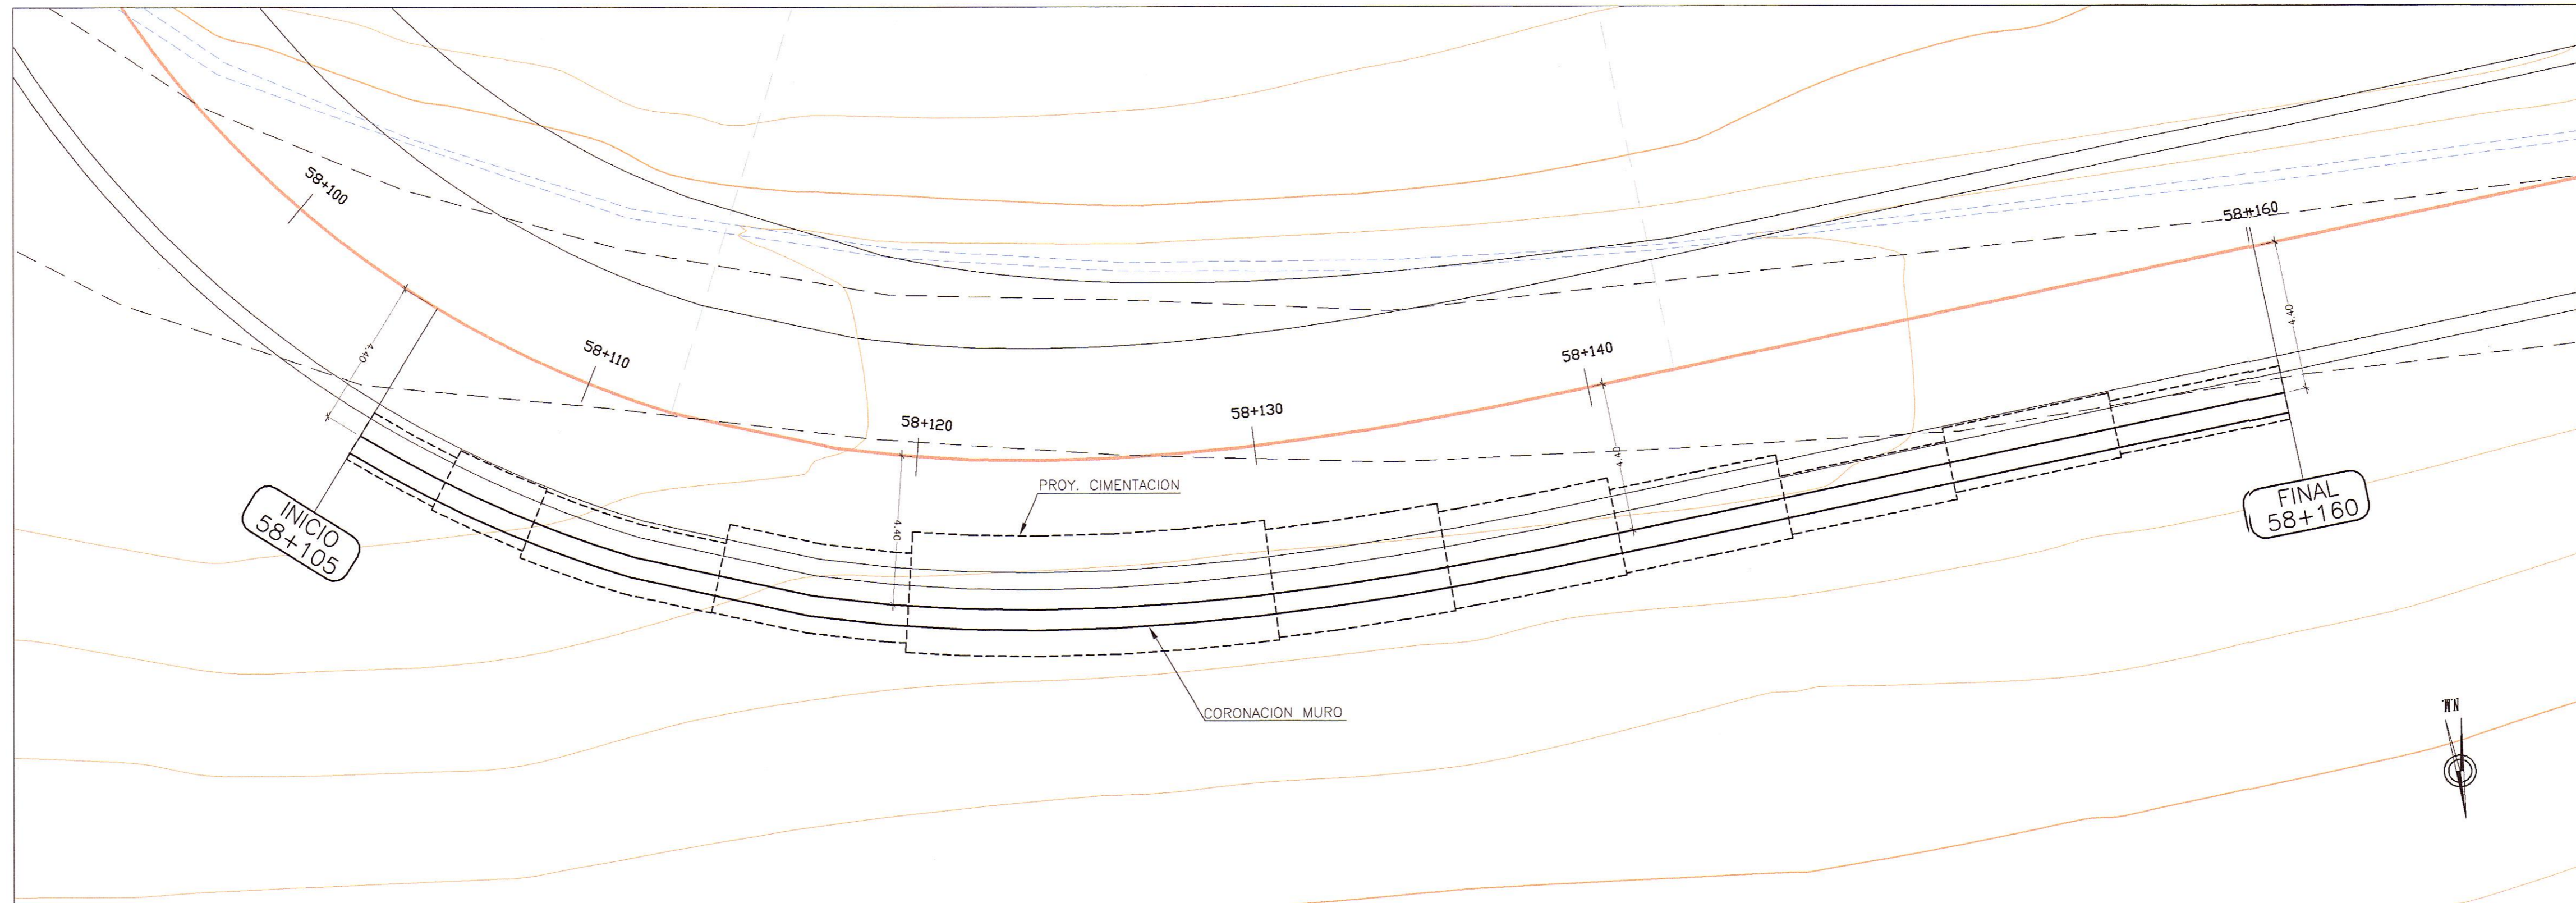 58+100
58+110
58+120
58+130
58+140
58+160
4.40
4.40
4.40
4.40
PROY. CIMENTACION
CORONACION MURO
INICIO
58+105
FINAL
58+160
N.M.